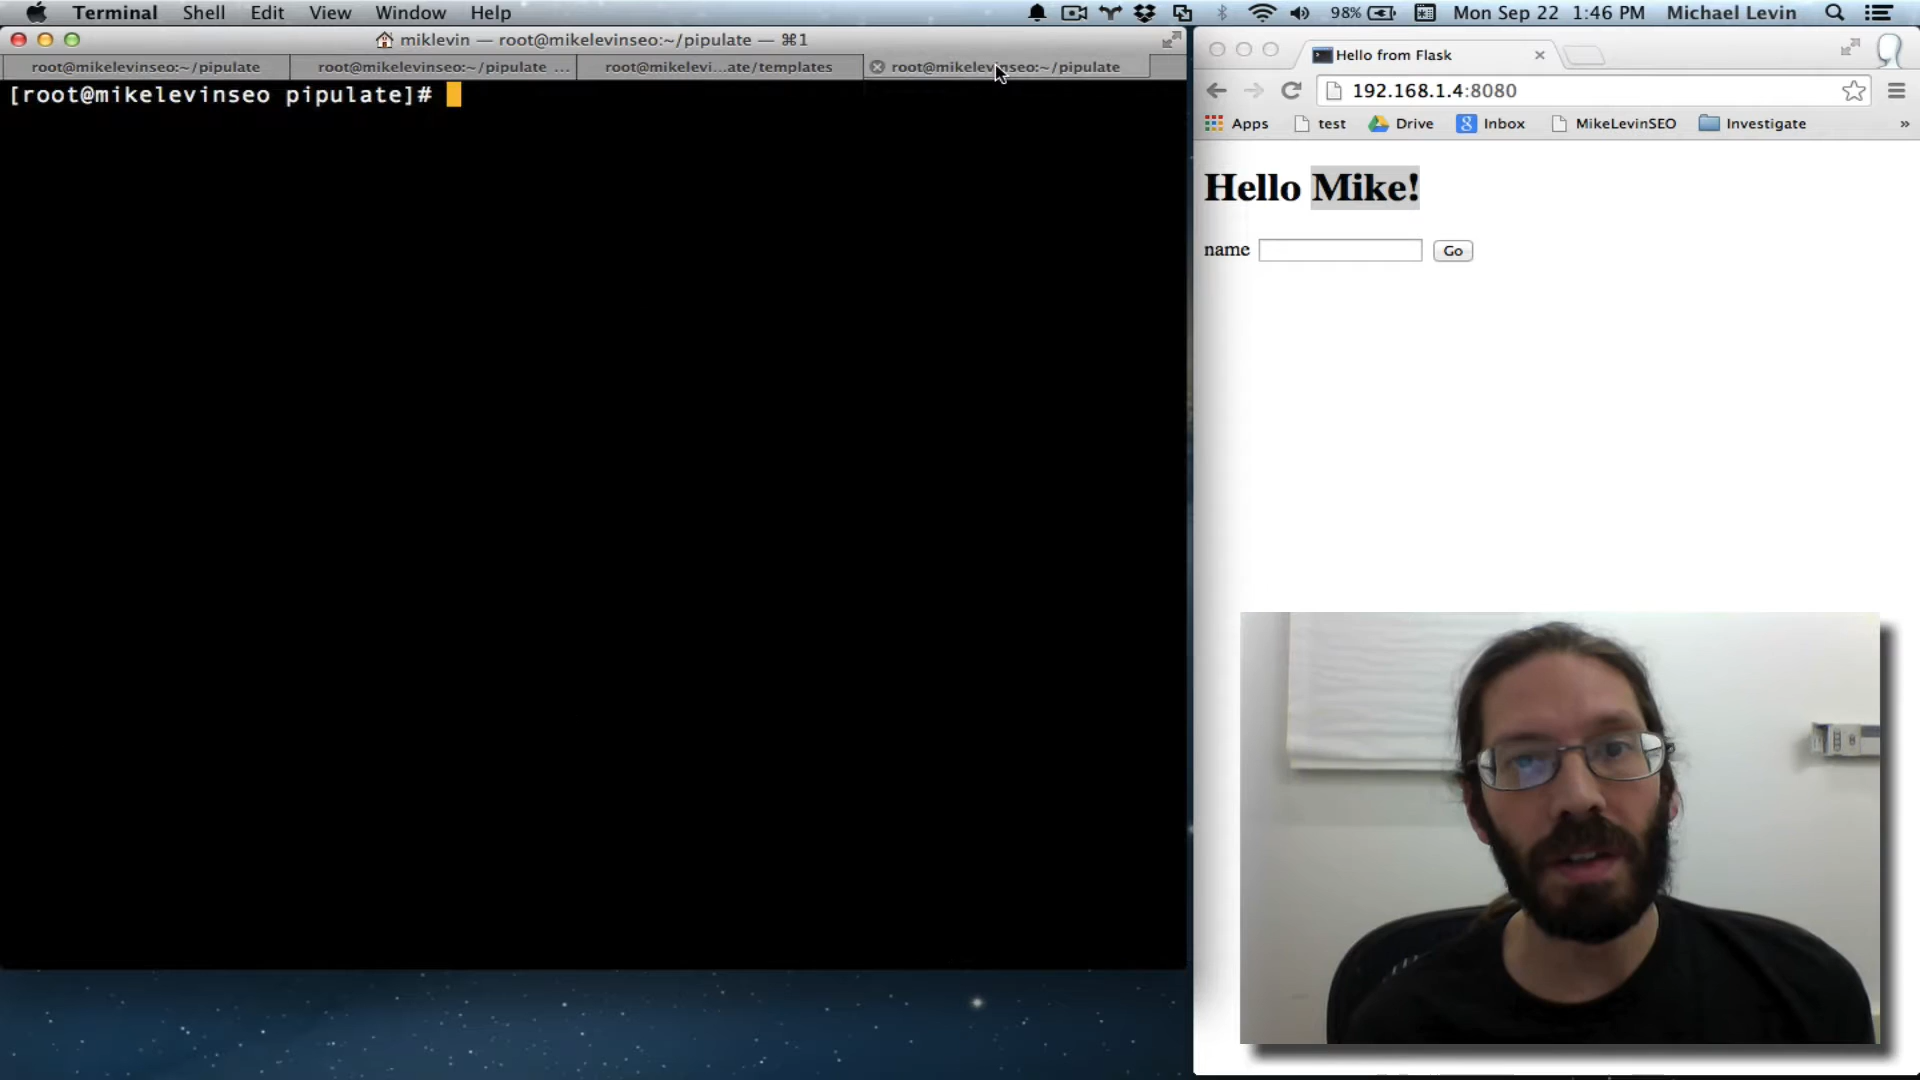 Terminal Shell Edit View Window Help 98% Mon Sep 22 1:46 PM Michael Levin
miklevin — root@mikelevinseo:~/pipulate — ⌘1
root@mikelevinseo:~/pipulate root@mikelevinseo:~/pipulate ... root@mikelevi...ate/templates root@mikelevinseo:~/pipulate
[root@mikelevinseo pipulate]#
Hello from Flask
192.168.1.4:8080
Apps test Drive 8 Inbox MikeLevinSEO Investigate »
Hello Mike!
name Go